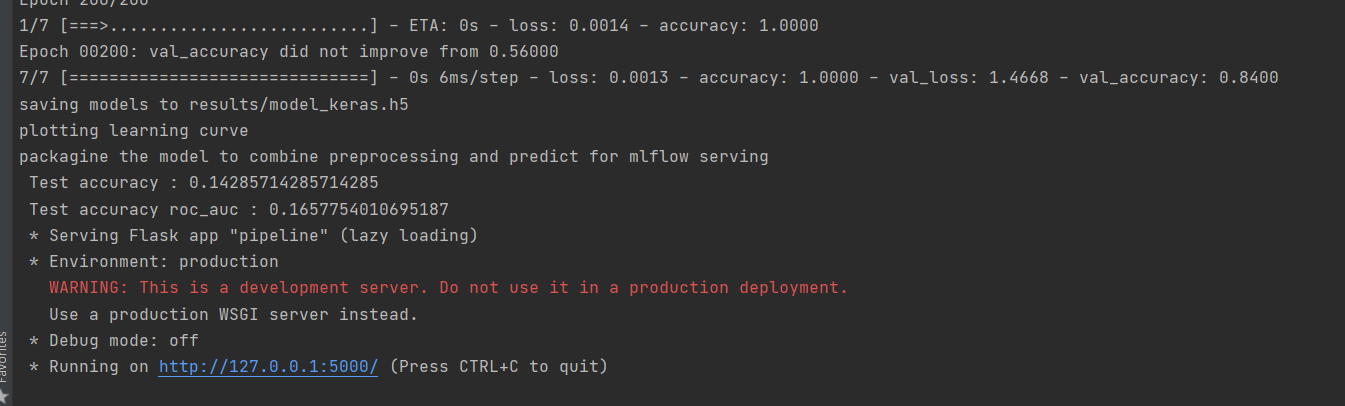 Epoch 200/200
1/7 [===>..........................] - ETA: 0s - loss: 0.0014 - accuracy: 1.0000
Epoch 00200: val_accuracy did not improve from 0.56000
7/7 [==============================] - 0s 6ms/step - loss: 0.0013 - accuracy: 1.0000 - val_loss: 1.4668 - val_accuracy: 0.8400
saving models to results/model_keras.h5
plotting learning curve
packagine the model to combine preprocessing and predict for mlflow serving
Test accuracy : 0.14285714285714285
Test accuracy roc_auc : 0.1657754010695187
* Serving Flask app "pipeline" (lazy loading)
* Environment: production
WARNING: This is a development server. Do not use it in a production deployment.
Use a production WSGI server instead.
* Debug mode: off
* Running on http://127.0.0.1:5000/ (Press CTRL+C to quit)
Favorites